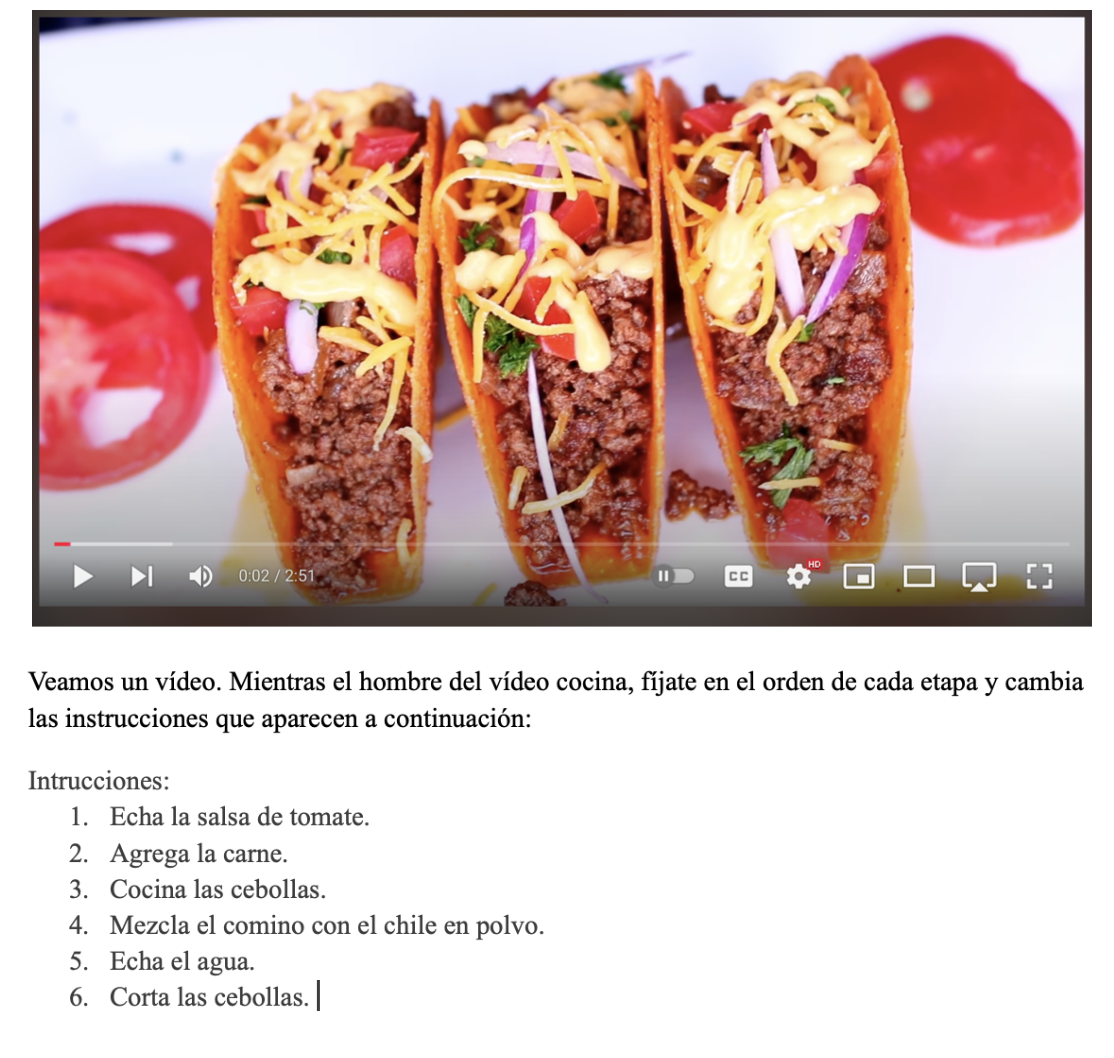 0:02 / 2:51
CC
HD
Veamos un vídeo. Mientras el hombre del vídeo cocina, fíjate en el orden de cada etapa y cambia
las instrucciones que aparecen a continuación:
Intrucciones:
1. Echa la salsa de tomate.
2. Agrega la carne.
3. Cocina las cebollas.
4. Mezcla el comino con el chile en polvo.
5. Echa el agua.
6. Corta las cebollas.